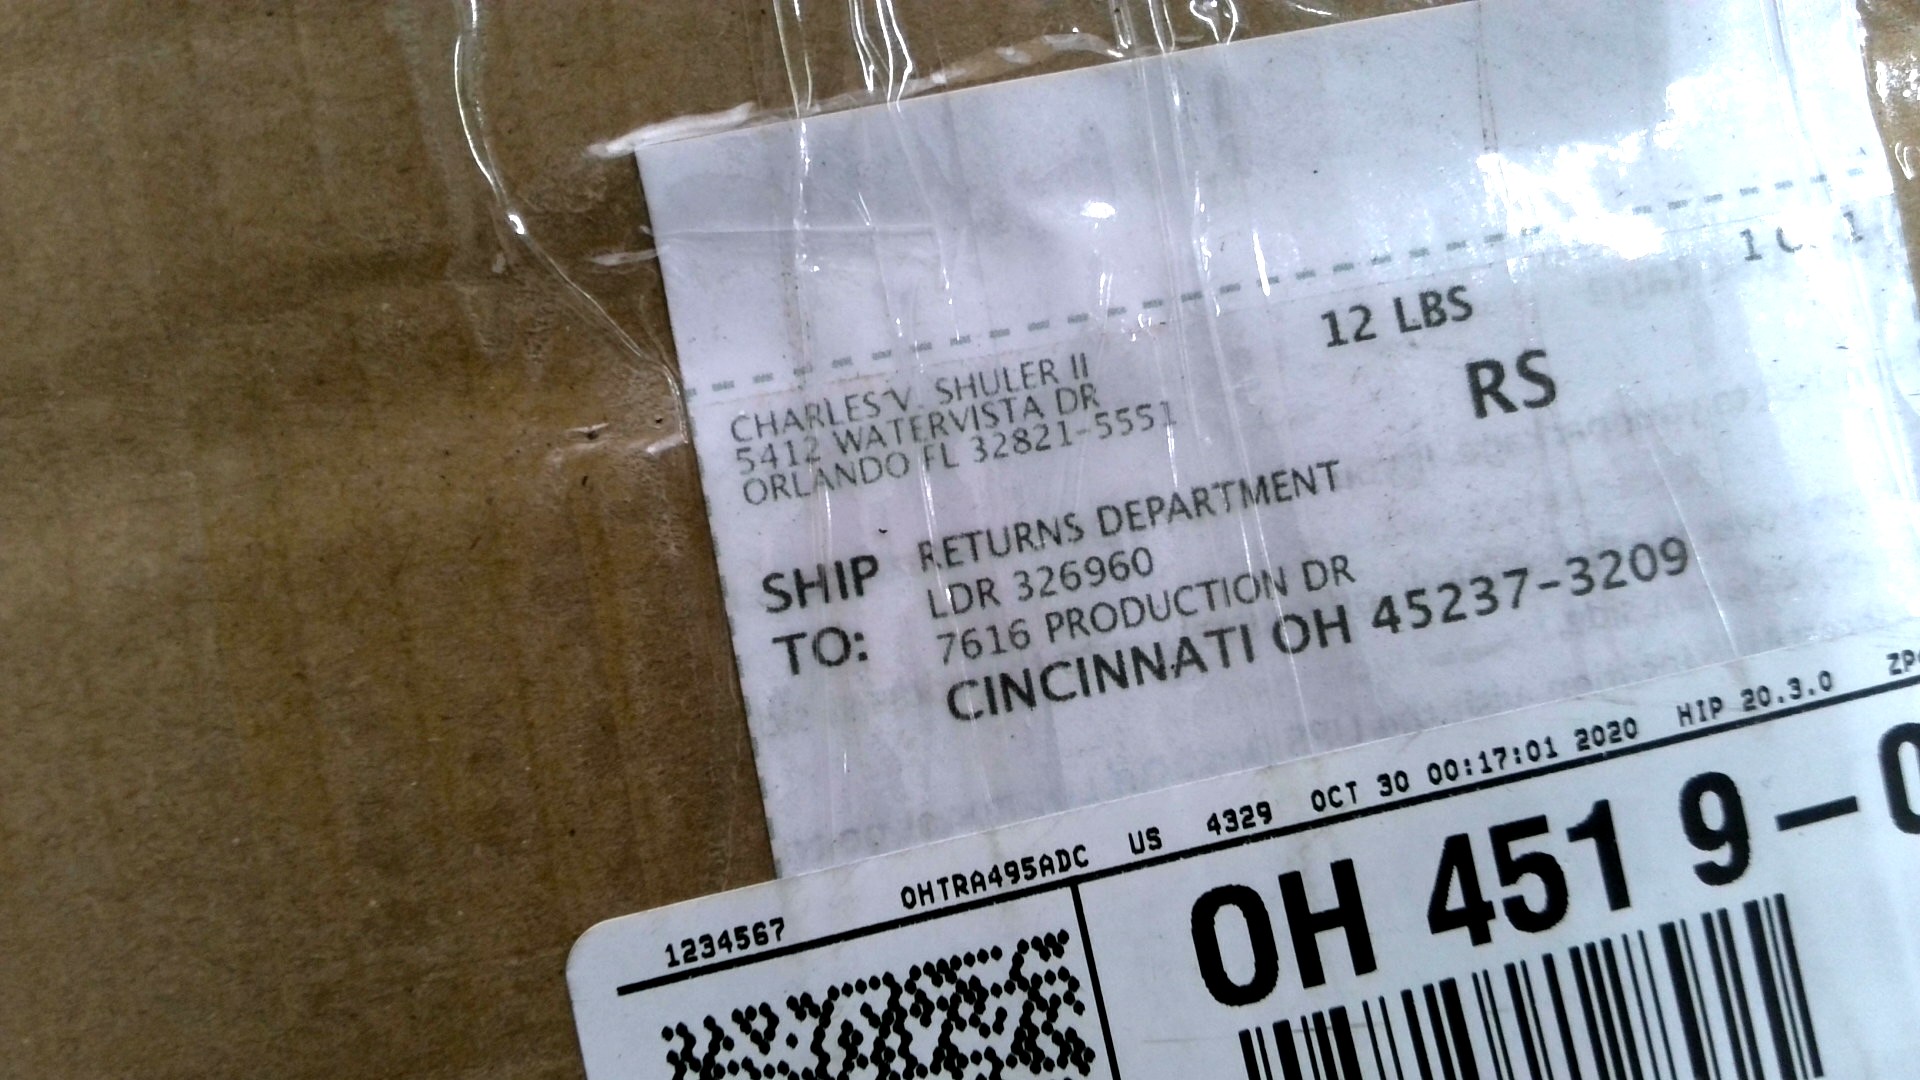 12 LBS
RS
CHARLES V. SHULER II
5412 WATERVISTA DR
ORLANDO FL 32821-5551
SHIP TO:
RETURNS DEPARTMENT
LDR 326960
7616 PRODUCTION DR
CINCINNATI OH 45237-3209
1234567 OHTRA495ADC US 4329 OCT 30 00:17:01 2020 HIP 20.3.0
OH 451 9-